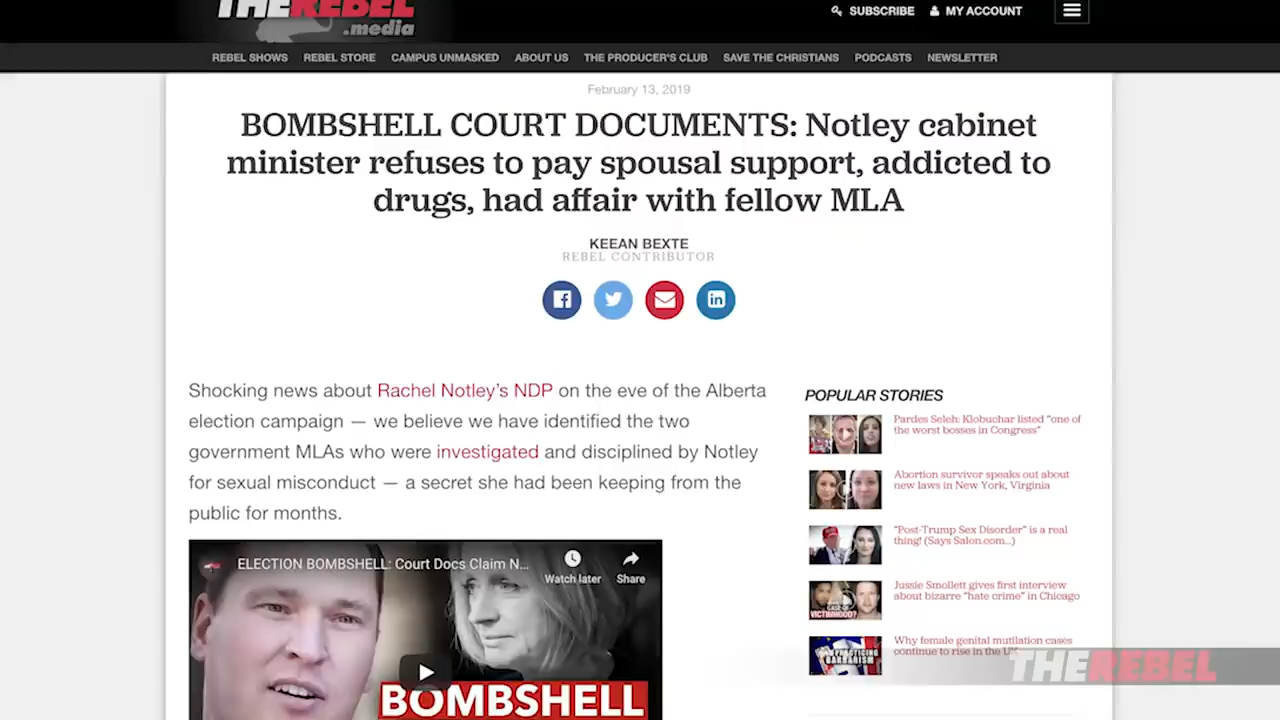 THE REBEL
.media
SUBSCRIBE
MY ACCOUNT
REBEL SHOWS
REBEL STORE
CAMPUS UNMASKED
ABOUT US
THE PRODUCER'S CLUB
SAVE THE CHRISTIANS
PODCASTS
NEWSLETTER
February 13, 2019
BOMBSHELL COURT DOCUMENTS: Notley cabinet
minister refuses to pay spousal support, addicted to
drugs, had affair with fellow MLA
KEEAN BEXTE
REBEL CONTRIBUTOR
Shocking news about Rachel Notley's NDP on the eve of the Alberta
election campaign — we believe we have identified the two
government MLAs who were investigated and disciplined by Notley
for sexual misconduct — a secret she had been keeping from the
public for months.
ELECTION BOMBSHELL: Court Docs Claim N...
Watch later
Share
BOMBSHELL
POPULAR STORIES
Pardes Seleh: Klobuchar listed "one of
the worst bosses in Congress"
Abortion survivor speaks out about
new laws in New York, Virginia
"Post-Trump Sex Disorder" is a real
thing! (Says Salon.com...)
Jussie Smollett gives first interview
about bizarre "hate crime" in Chicago
VICTIMHOOD?
Why female genital mutilation cases
continue to rise in the UK
PRACTICING
BARBARISM
THE REBEL